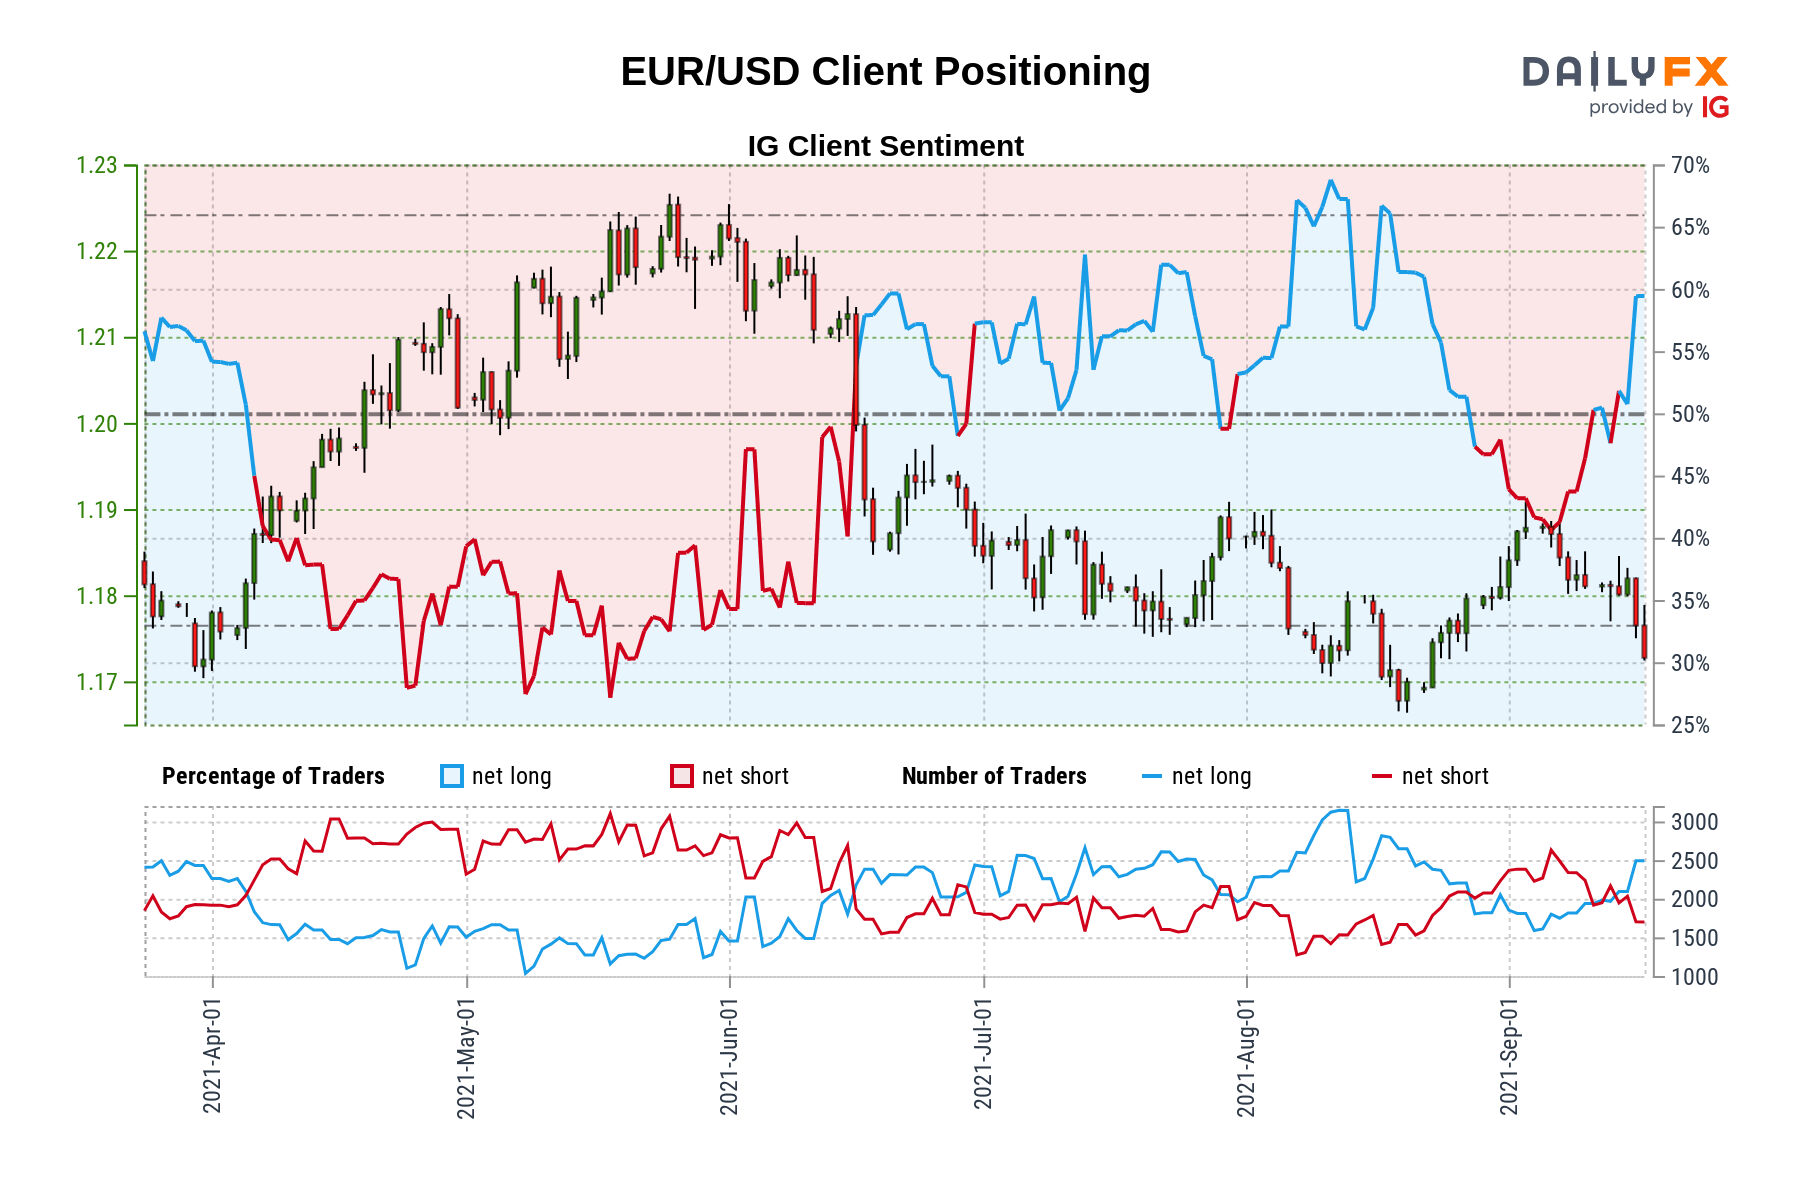 EUR/USD Client Positioning
DAILYFX
provided by IG
IG Client Sentiment
1.23
1.22
1.21
1.20
1.19
1.18
1.17
70%
65%
60%
55%
50%
45%
40%
35%
30%
25%
Percentage of Traders net long net short Number of Traders net long net short
3000
2500
2000
1500
1000
2021-Apr-01
2021-May-01
2021-Jun-01
2021-Jul-01
2021-Aug-01
2021-Sep-01